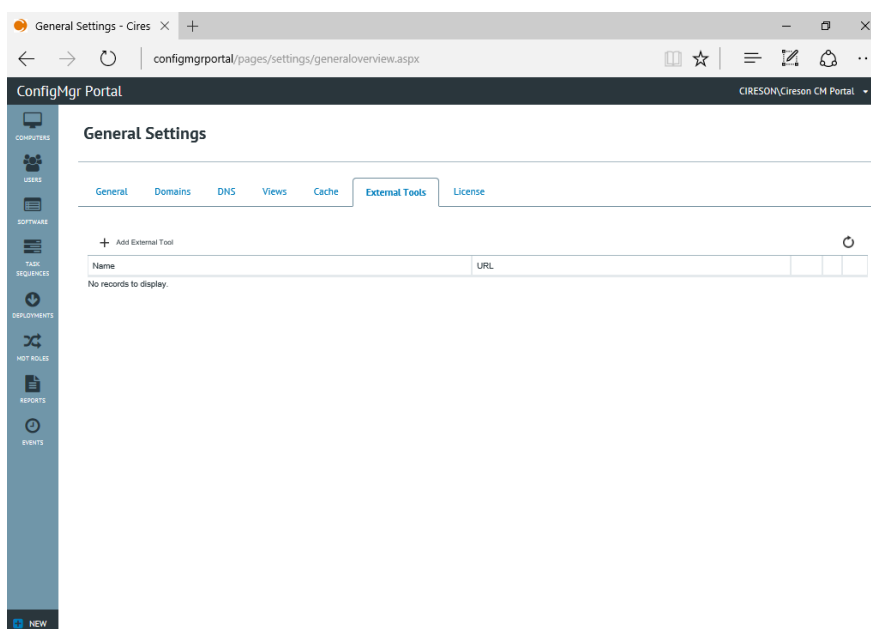 General Settings - Cires
configmgrportal/pages/settings/generaloverview.aspx
ConfigMgr Portal
CIRESON\Cireson CM Portal
COMPUTERS
USERS
SOFTWARE
TASK
SEQUENCES
DEPLOYMENTS
MDT ROLES
REPORTS
EVENTS
NEW
General Settings
General Domains DNS Views Cache External Tools License
Add External Tool
Name URL
No records to display.